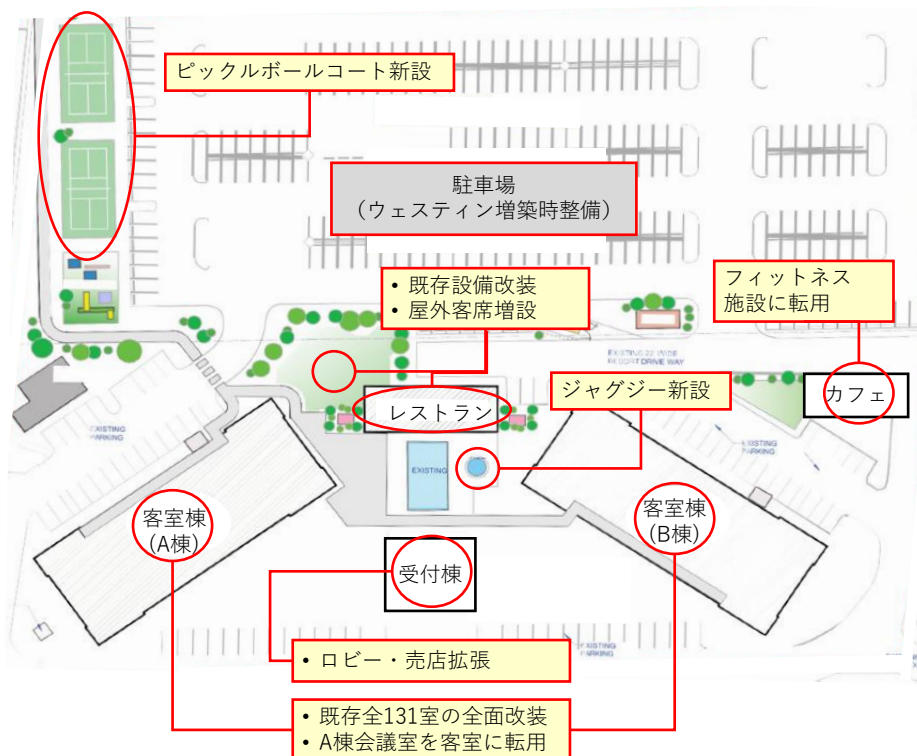 ピックルボールコート新設
駐車場
（ウェスティン増築時整備）
• 既存設備改装
• 屋外客席増設
フィットネス
施設に転用
EXISTING 22' WIDE
RESORT DRIVE WAY
ジャグジー新設
レストラン
カフェ
EXISTING
PARKING
EXISTING
EXISTING
PARKING
客室棟
(A棟)
客室棟
(B棟)
受付棟
• ロビー・売店拡張
EXISTING
PARKING
• 既存全131室の全面改装
• A棟会議室を客室に転用